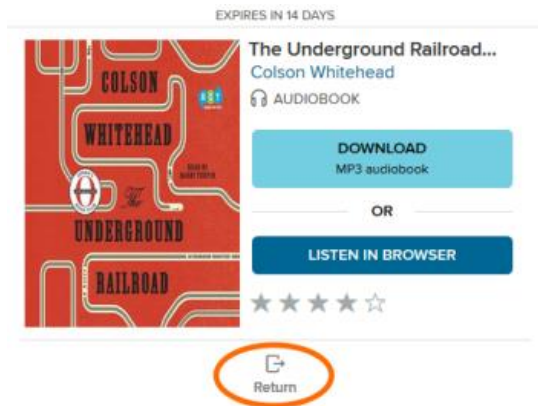 EXPIRES IN 14 DAYS
The Underground Railroad...
Colson Whitehead
AUDIOBOOK
DOWNLOAD
MP3 audiobook
OR
LISTEN IN BROWSER
COLSON
WHITEHEAD
The
UNDERGROUND
RAILROAD
Return